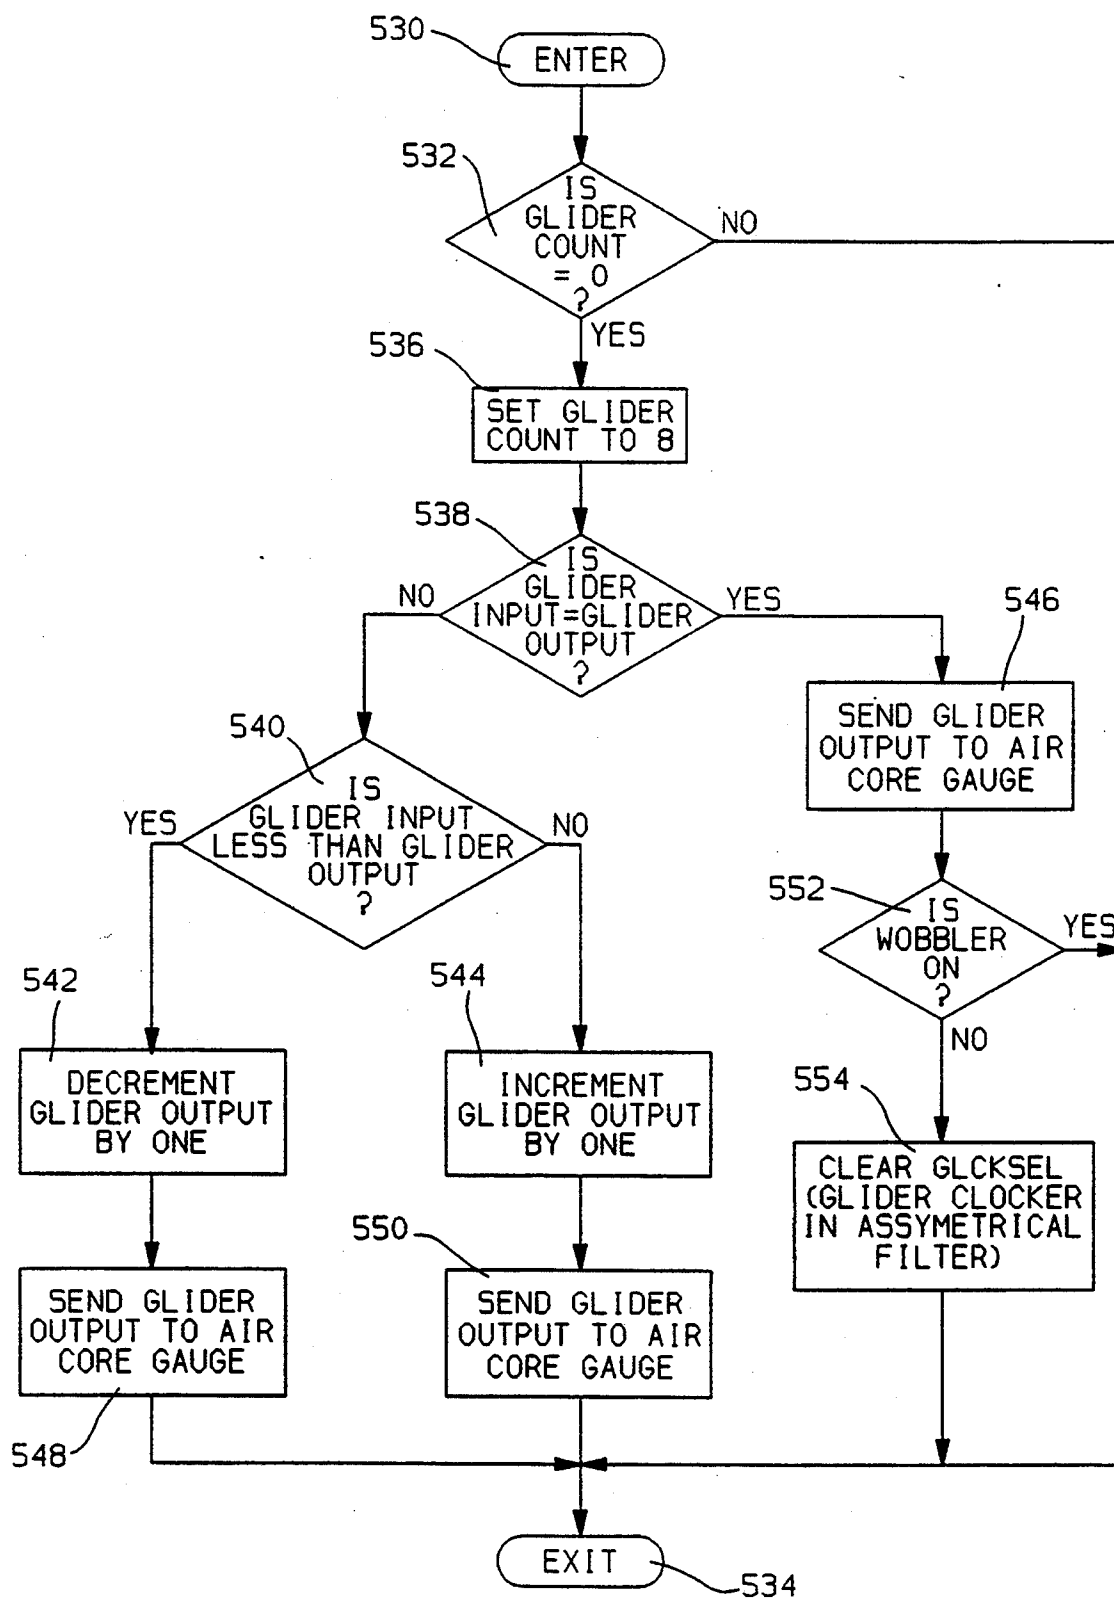 530
ENTER
532
IS
GLIDER
COUNT
= 0
?
NO
YES
536
SET GLIDER
COUNT TO 8
538
IS
GLIDER
INPUT=GLIDER
OUTPUT
?
NO
YES
546
SEND GLIDER
OUTPUT TO AIR
CORE GAUGE
540
IS
GLIDER INPUT
LESS THAN GLIDER
OUTPUT
?
YES
NO
552
IS
WOBBLER
ON
?
YES
NO
542
DECREMENT
GLIDER OUTPUT
BY ONE
544
INCREMENT
GLIDER OUTPUT
BY ONE
554
CLEAR GLCKSEL
(GLIDER CLOCKER
IN ASSYMETRICAL
FILTER)
548
SEND GLIDER
OUTPUT TO AIR
CORE GAUGE
550
SEND GLIDER
OUTPUT TO AIR
CORE GAUGE
EXIT
534